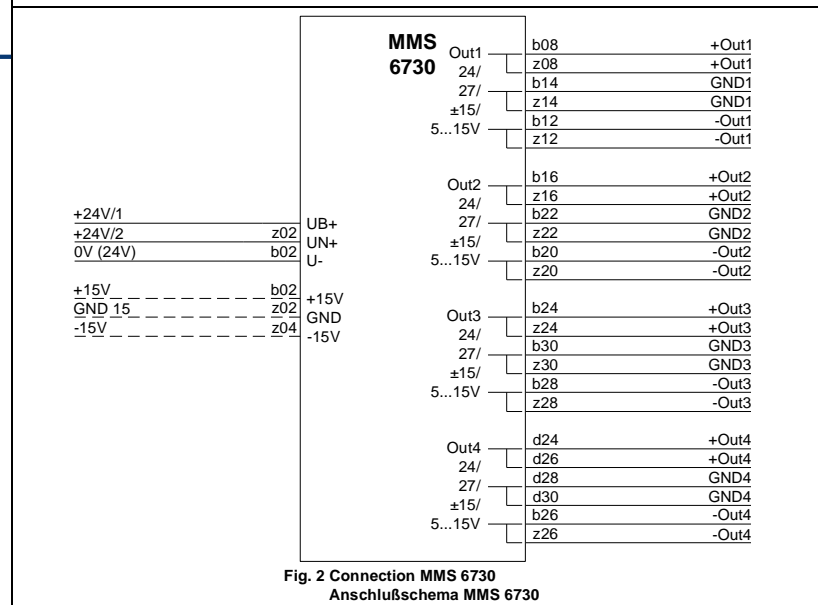 MMS
6730
Out1
24/
27/
±15/
5...15V
b08 +Out1
z08 +Out1
b14 GND1
z14 GND1
b12 -Out1
z12 -Out1
Out2
24/
27/
±15/
5...15V
b16 +Out2
z16 +Out2
b22 GND2
z22 GND2
b20 -Out2
z20 -Out2
+24V/1 UB+
+24V/2 z02 UN+
0V (24V) b02 U-
+15V b02 +15V
GND 15 z02 GND
-15V z04 -15V
Out3
24/
27/
±15/
5...15V
b24 +Out3
z24 +Out3
b30 GND3
z30 GND3
b28 -Out3
z28 -Out3
Out4
24/
27/
±15/
5...15V
d24 +Out4
d26 +Out4
d28 GND4
d30 GND4
b26 -Out4
z26 -Out4
Fig. 2 Connection MMS 6730
Anschlußschema MMS 6730